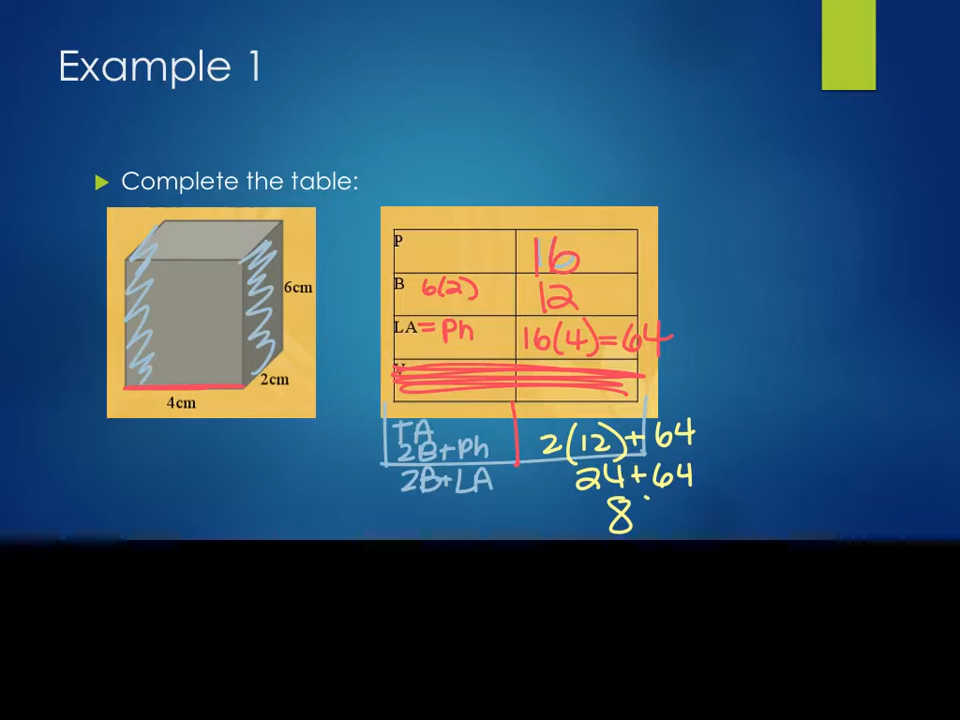 Example 1
Complete the table:
6cm
2cm
4cm
P 16
B 6(2) 12
LA = Ph 16(4)=64
V
TA
2B+Ph 2(12)+64
2B+LA 24+64
8